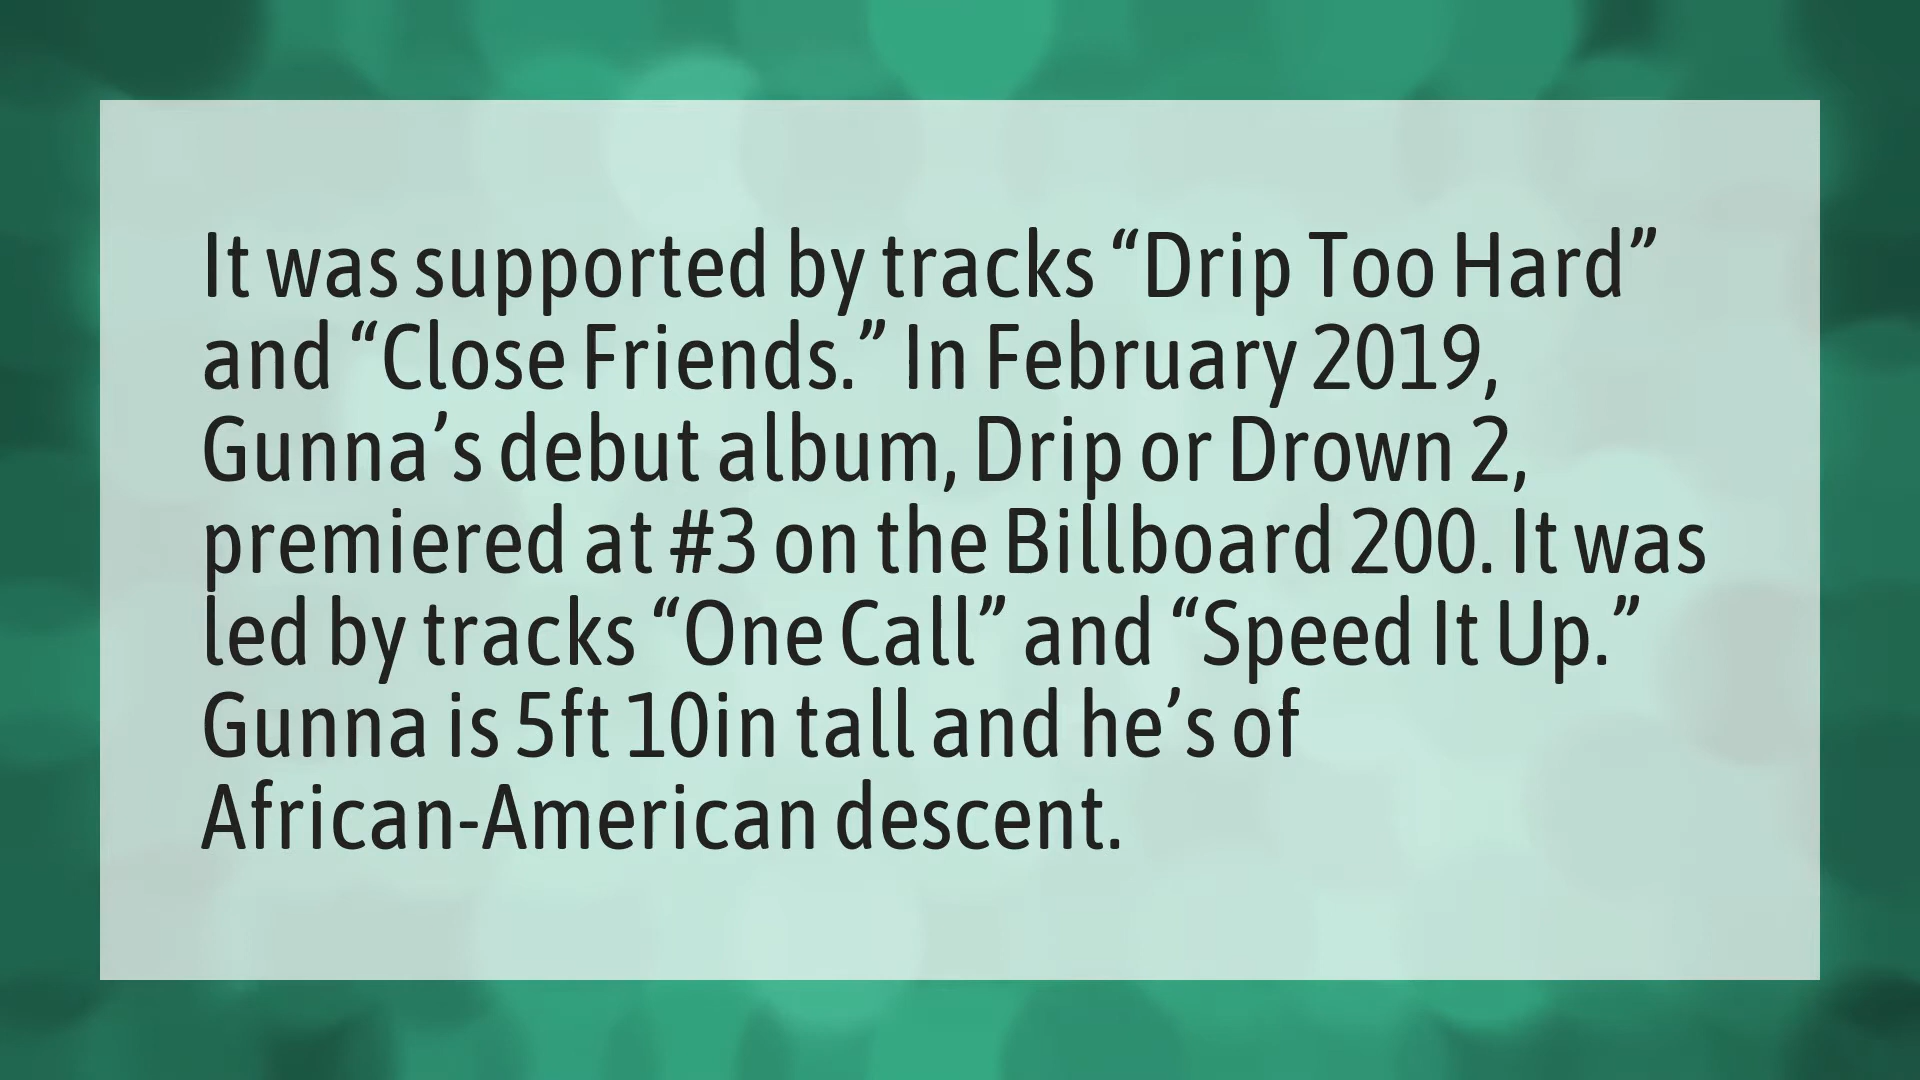 It was supported by tracks “Drip Too Hard”
and “Close Friends.” In February 2019,
Gunna’s debut album, Drip or Drown 2,
premiered at #3 on the Billboard 200. It was
led by tracks “One Call” and “Speed It Up.”
Gunna is 5ft 10in tall and he’s of
African-American descent.